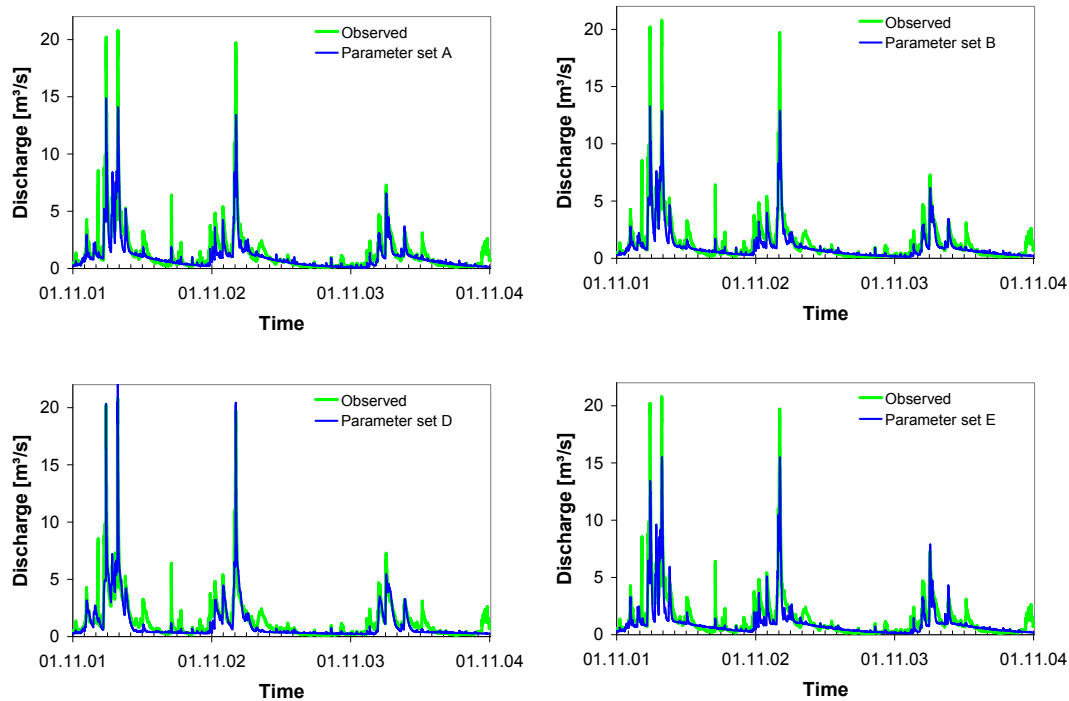 Discharge [m³/s]
20
15
10
5
0
Observed
Parameter set A
01.11.01 01.11.02 01.11.03 01.11.04
Time
Discharge [m³/s]
20
15
10
5
0
Observed
Parameter set B
01.11.01 01.11.02 01.11.03 01.11.04
Time
Discharge [m³/s]
20
15
10
5
0
Observed
Parameter set D
01.11.01 01.11.02 01.11.03 01.11.04
Time
Discharge [m³/s]
20
15
10
5
0
Observed
Parameter set E
01.11.01 01.11.02 01.11.03 01.11.04
Time